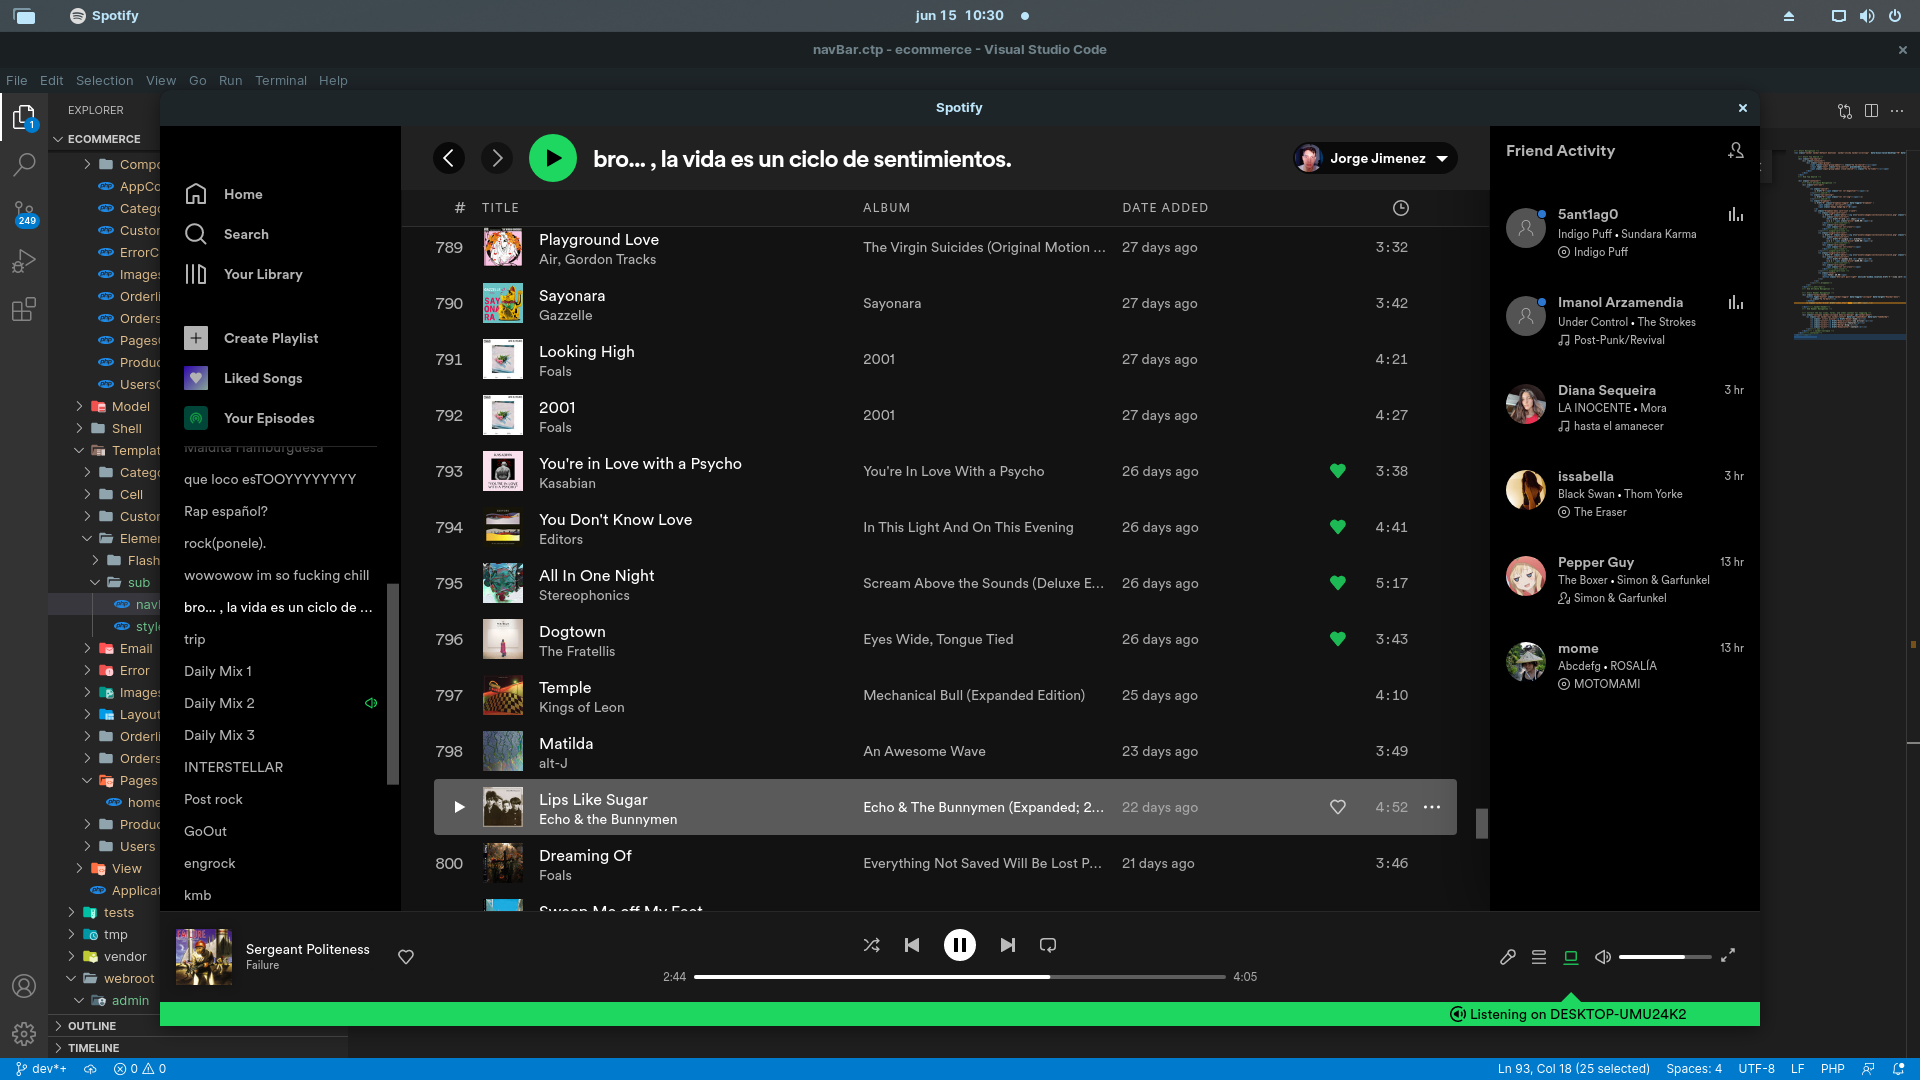 Spotify
jun 15 10:30
navBar.ctp - ecommerce - Visual Studio Code
File Edit Selection View Go Run Terminal Help
EXPLORER
ECOMMERCE
Compo
AppCo
Catego
Custor
ErrorC
Images
Orderli
Orders
Pages
Produc
Users
Model
Shell
Templat
Catego
Cell
Custor
Elemer
Flash
sub
navl
style
Email
Error
Images
Layout
Orderli
Orders
Pages
home
Produc
Users
View
Applicat
tests
tmp
vendor
webroot
admin
OUTLINE
TIMELINE
1
249
Spotify
Home
Search
Your Library
Create Playlist
Liked Songs
Your Episodes
Maldita Hamburguesa
que loco esTOOYYYYYYYY
Rap español?
rock(ponele).
wowowow im so fucking chill
bro... , la vida es un ciclo de ...
trip
Daily Mix 1
Daily Mix 2
Daily Mix 3
INTERSTELLAR
Post rock
GoOut
engrock
kmb
bro... , la vida es un ciclo de sentimientos.
Jorge Jimenez
# TITLE ALBUM DATE ADDED
789 Playground Love The Virgin Suicides (Original Motion ... 27 days ago 3:32
Air, Gordon Tracks
790 Sayonara Sayonara 27 days ago 3:42
Gazzelle
791 Looking High 2001 27 days ago 4:21
Foals
792 2001 2001 27 days ago 4:27
Foals
793 You're in Love with a Psycho You're In Love With a Psycho 26 days ago 3:38
Kasabian
794 You Don't Know Love In This Light And On This Evening 26 days ago 4:41
Editors
795 All In One Night Scream Above the Sounds (Deluxe E... 26 days ago 5:17
Stereophonics
796 Dogtown Eyes Wide, Tongue Tied 26 days ago 3:43
The Fratellis
797 Temple Mechanical Bull (Expanded Edition) 25 days ago 4:10
Kings of Leon
798 Matilda An Awesome Wave 23 days ago 3:49
alt-J
Lips Like Sugar Echo & The Bunnymen (Expanded; 2... 22 days ago 4:52
Echo & the Bunnymen
800 Dreaming Of Everything Not Saved Will Be Lost P... 21 days ago 3:46
Foals
Sweep Me off My Feet
Friend Activity
5ant1ag0
Indigo Puff • Sundara Karma
Indigo Puff
Imanol Arzamendia
Under Control • The Strokes
Post-Punk/Revival
Diana Sequeira 3 hr
LA INOCENTE • Mora
hasta el amanecer
issabella 3 hr
Black Swan • Thom Yorke
The Eraser
Pepper Guy 13 hr
The Boxer • Simon & Garfunkel
Simon & Garfunkel
mome 13 hr
Abcdefg • ROSALÍA
MOTOMAMI
Sergeant Politeness
Failure
2:44 4:05
Listening on DESKTOP-UMU24K2
dev*+ 0 0 Ln 93, Col 18 (25 selected) Spaces: 4 UTF-8 LF PHP